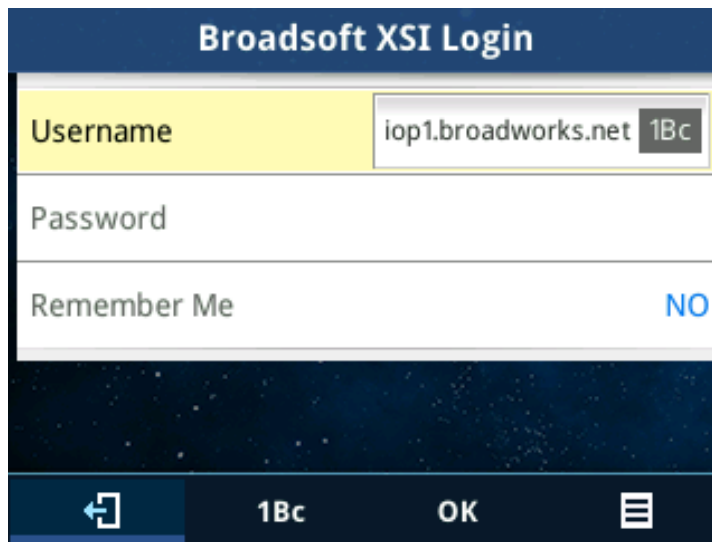 Broadsoft XSI Login
Username iop1.broadworks.net 1Bc
Password
Remember Me NO
1Bc OK